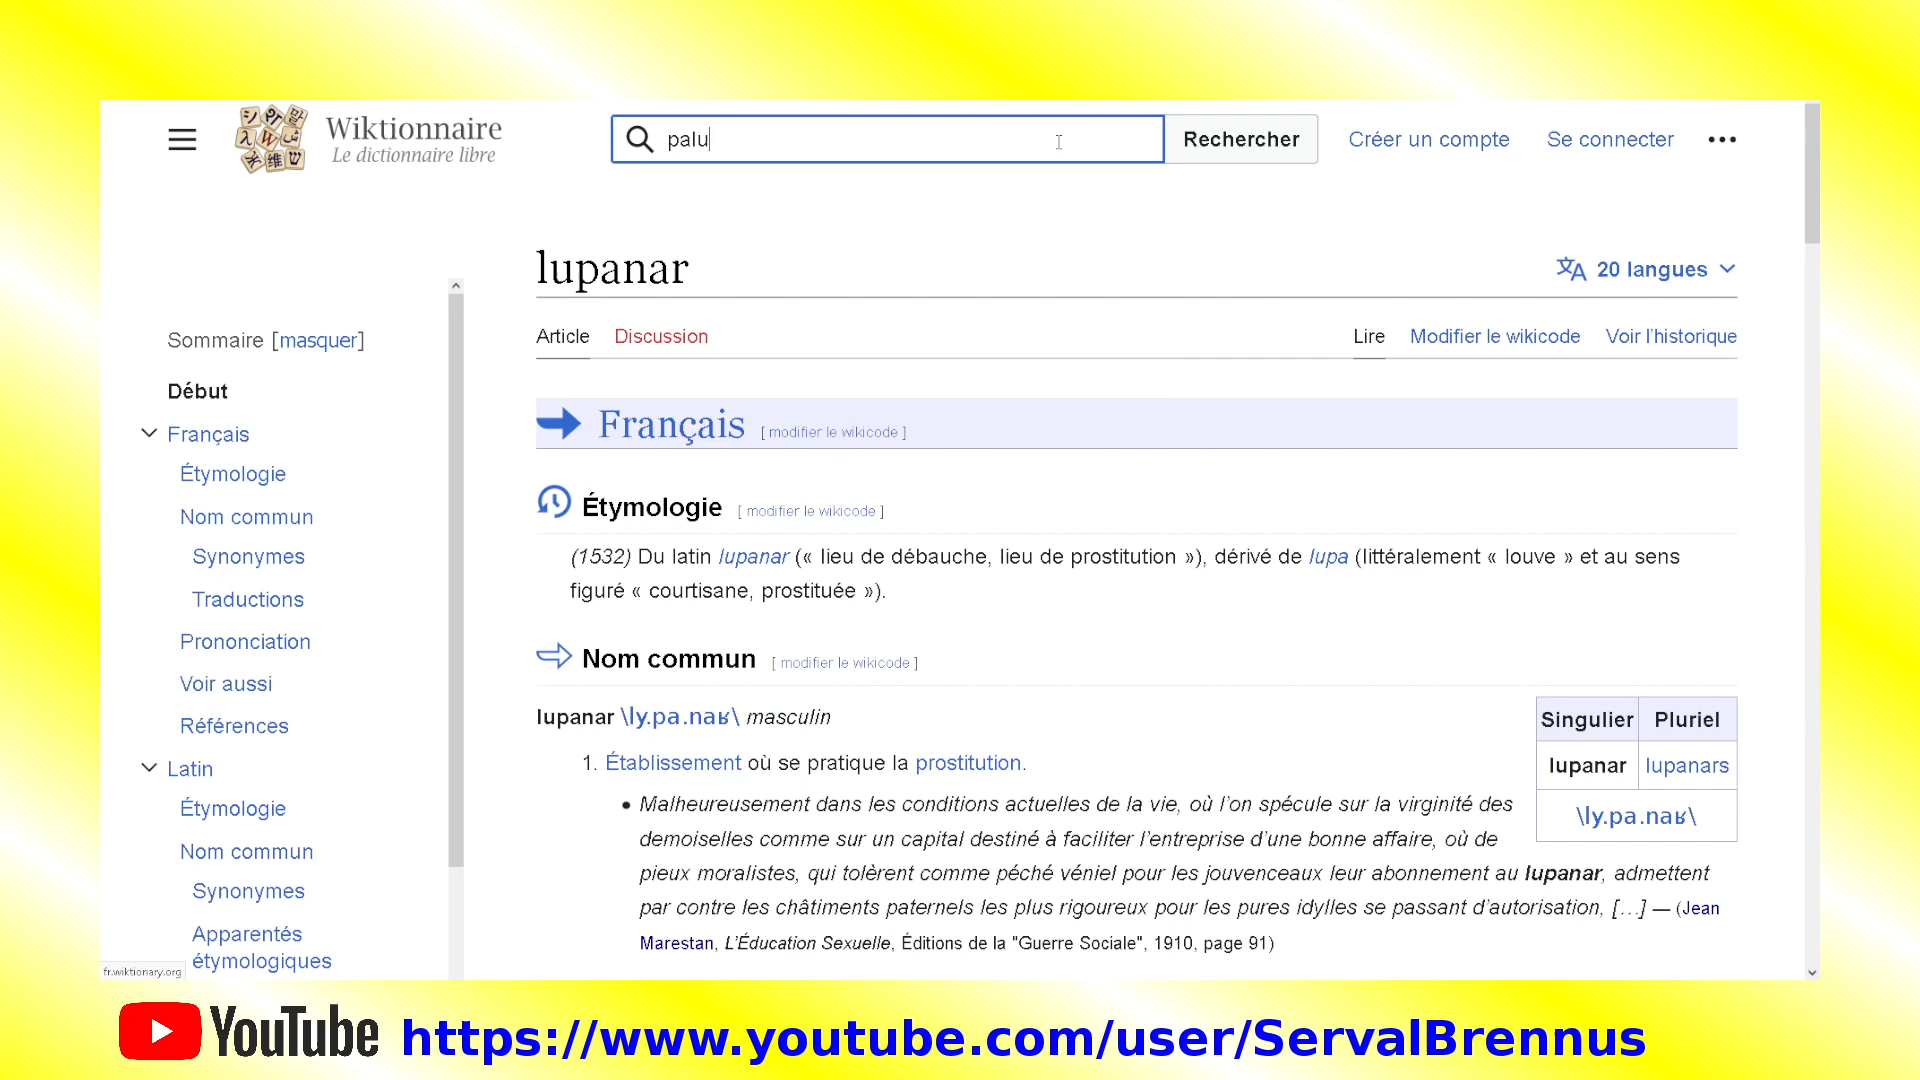 Wiktionnaire
Le dictionnaire libre
palu
Rechercher
Créer un compte
Se connecter
lupanar
20 langues
Sommaire [masquer]
Début
Français
Étymologie
Nom commun
Synonymes
Traductions
Prononciation
Voir aussi
Références
Latin
Étymologie
Nom commun
Synonymes
Apparentés
étymologiques
Article
Discussion
Lire
Modifier le wikicode
Voir l'historique
Français [ modifier le wikicode ]
Étymologie [ modifier le wikicode ]
(1532) Du latin lupanar (« lieu de débauche, lieu de prostitution »), dérivé de lupa (littéralement « louve » et au sens
figuré « courtisane, prostituée »).
Nom commun [ modifier le wikicode ]
lupanar \ly.pa.naʁ\ masculin
Singulier Pluriel
lupanar lupanars
\ly.pa.naʁ\
1. Établissement où se pratique la prostitution.
• Malheureusement dans les conditions actuelles de la vie, où l'on spécule sur la virginité des
demoiselles comme sur un capital destiné à faciliter l'entreprise d'une bonne affaire, où de
pieux moralistes, qui tolèrent comme péché véniel pour les jouvenceaux leur abonnement au lupanar, admettent
par contre les châtiments paternels les plus rigoureux pour les pures idylles se passant d'autorisation, […] — (Jean
Marestan, L'Éducation Sexuelle, Éditions de la "Guerre Sociale", 1910, page 91)
fr.wiktionary.org
YouTube https://www.youtube.com/user/ServalBrennus